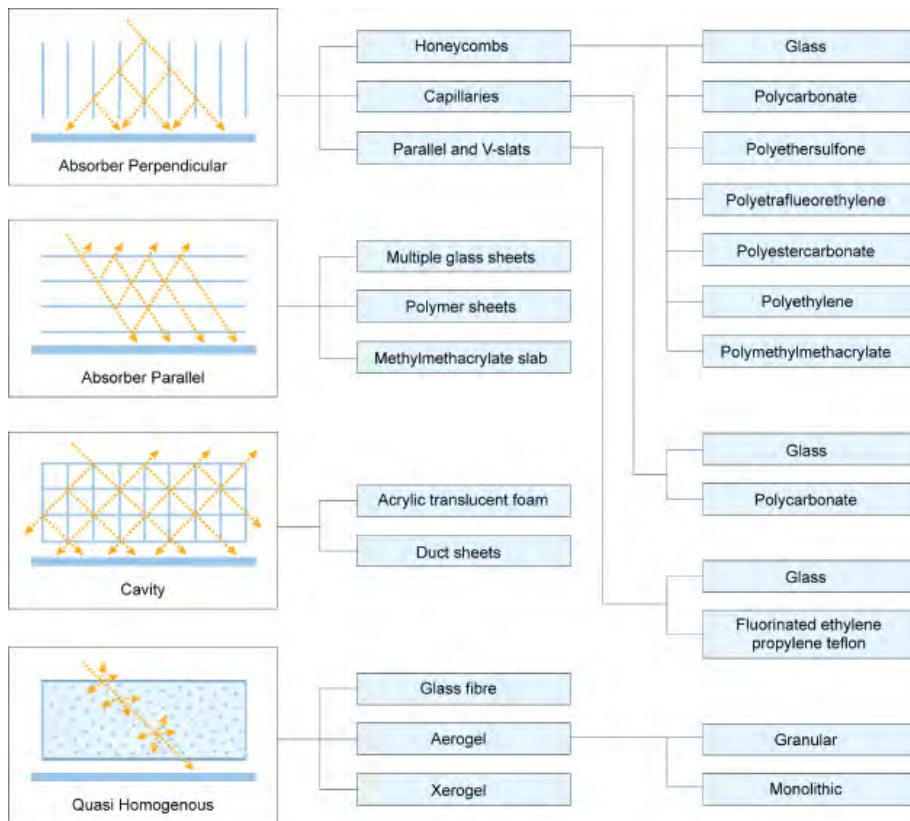 Absorber Perpendicular
Honeycombs
Capillaries
Parallel and V-slats
Glass
Polycarbonate
Polyethersulfone
Polyetraflueorethylene
Polyestercarbonate
Polyethylene
Polymethylmethacrylate
Absorber Parallel
Multiple glass sheets
Polymer sheets
Methylmethacrylate slab
Glass
Polycarbonate
Cavity
Acrylic translucent foam
Duct sheets
Glass
Fluorinated ethylene
propylene teflon
Quasi Homogenous
Glass fibre
Aerogel
Xerogel
Granular
Monolithic